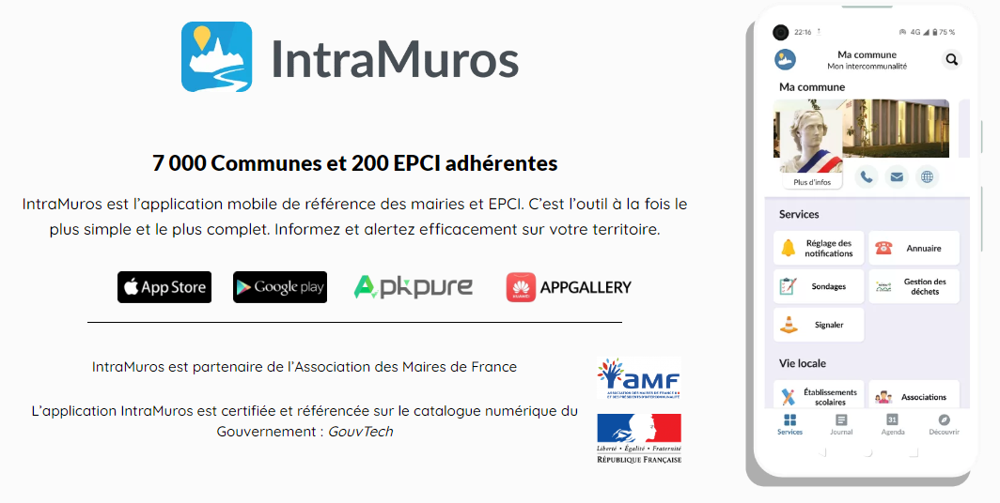 IntraMuros
7 000 Communes et 200 EPCI adhérentes
IntraMuros est l'application mobile de référence des mairies et EPCI. C'est l'outil à la fois le
plus simple et le plus complet. Informez et alertez efficacement sur votre territoire.
App Store
Google play
Apkpure
HUAWEI
APPGALLERY
IntraMuros est partenaire de l'Association des Maires de France
AMF
ASSOCIATION DES MAIRES DE FRANCE
ET DES PRÉSIDENTS D'INTERCOMMUNALITÉ
L'application IntraMuros est certifiée et référencée sur le catalogue numérique du
Gouvernement : GouvTech
Liberté • Égalité • Fraternité
RÉPUBLIQUE FRANÇAISE
22:16
4G 75 %
Ma commune
Mon intercommunalité
Ma commune
Plus d'infos
Services
Réglage des
notifications
Annuaire
Sondages
Gestion des
déchets
Signaler
Vie locale
Établissements
scolaires
Associations
31
Services
Journal
Agenda
Découvrir